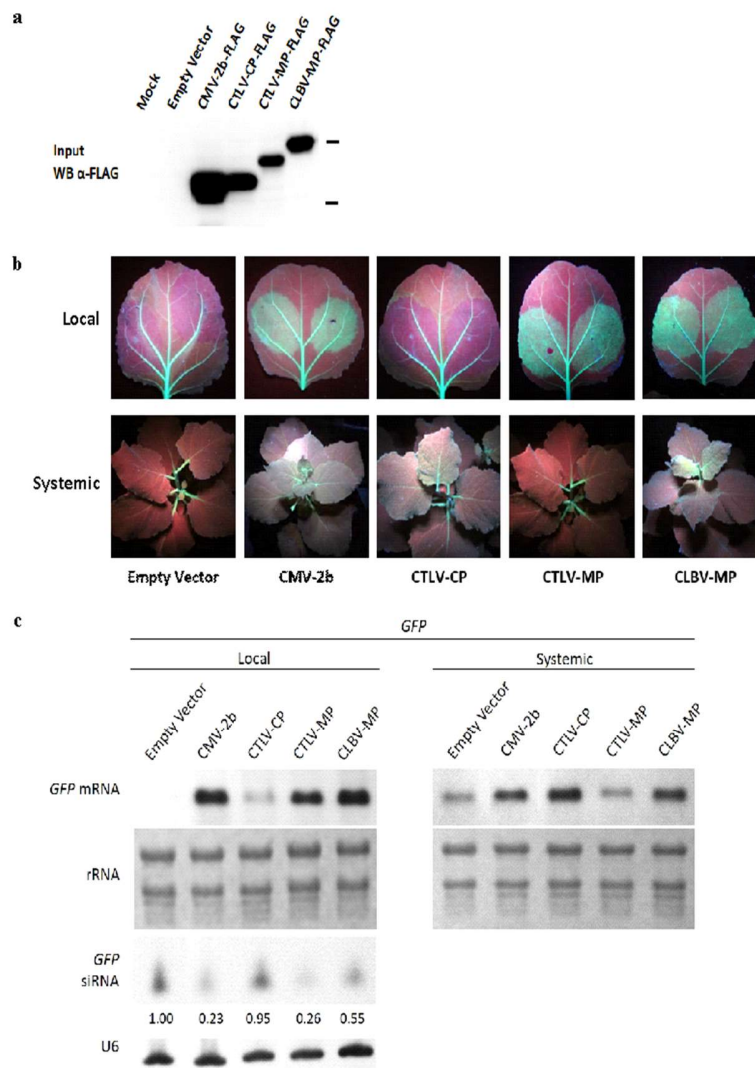 a
Mock
Empty Vector
CMV-2b-FLAG
CTLV-CP-FLAG
CTLV-MP-FLAG
CLBV-MP-FLAG
Input
WB α-FLAG
b
Local
Systemic
Empty Vector
CMV-2b
CTLV-CP
CTLV-MP
CLBV-MP
c
GFP
Local
Systemic
Empty Vector
CMV-2b
CTLV-CP
CTLV-MP
CLBV-MP
Empty Vector
CMV-2b
CTLV-CP
CTLV-MP
CLBV-MP
GFP mRNA
rRNA
GFP
siRNA
1.00 0.23 0.95 0.26 0.55
U6